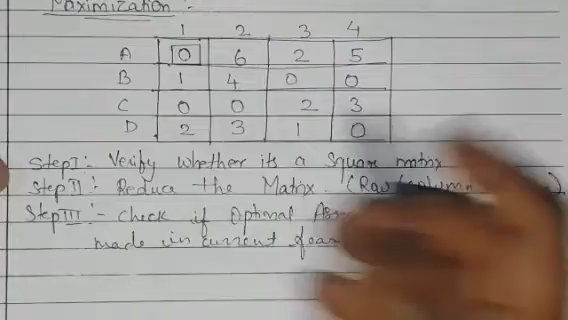 Maximization :-
1 2 3 4
A 0 6 2 5
B 1 4 0 0
C 0 0 2 3
D 2 3 1 0
Step I :- Verify whether its a Square matrix
Step II :- Reduce the Matrix. (Row/column
Step III :- Check if Optimal
made in current